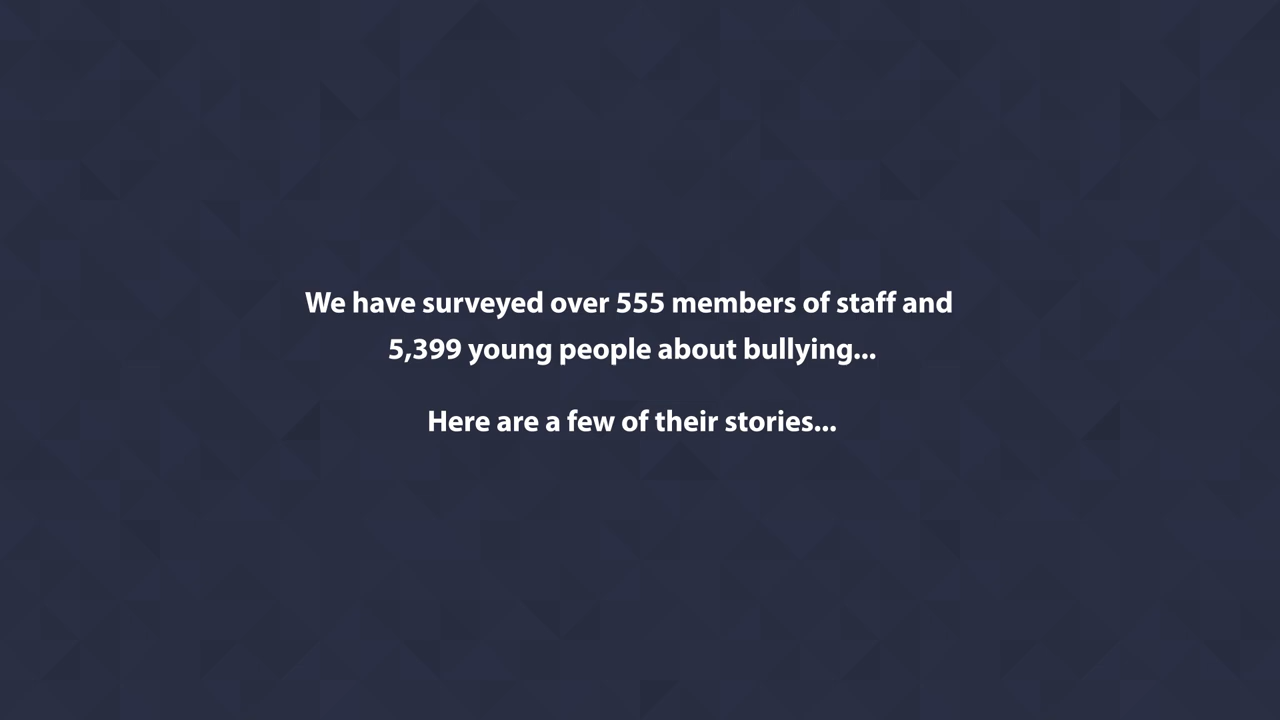 We have surveyed over 555 members of staff and
5,399 young people about bullying...
Here are a few of their stories...